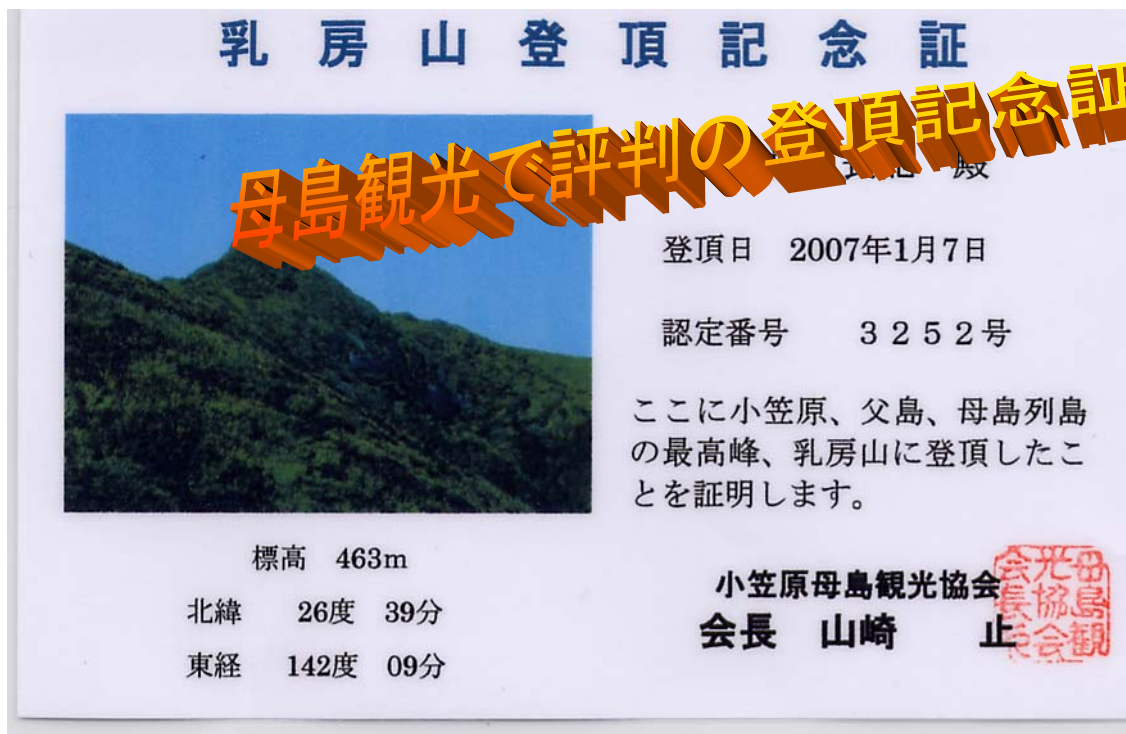 乳房山登頂記念証
母島観光で評判の登頂記念証
殿
登頂日 2007年1月7日
認定番号 3252号
ここに小笠原、父島、母島列島
の最高峰、乳房山に登頂したこ
とを証明します。
標高 463m
北緯 26度 39分
東経 142度 09分
小笠原母島観光協会
会長 山崎 止
母島観
光協会
会長之